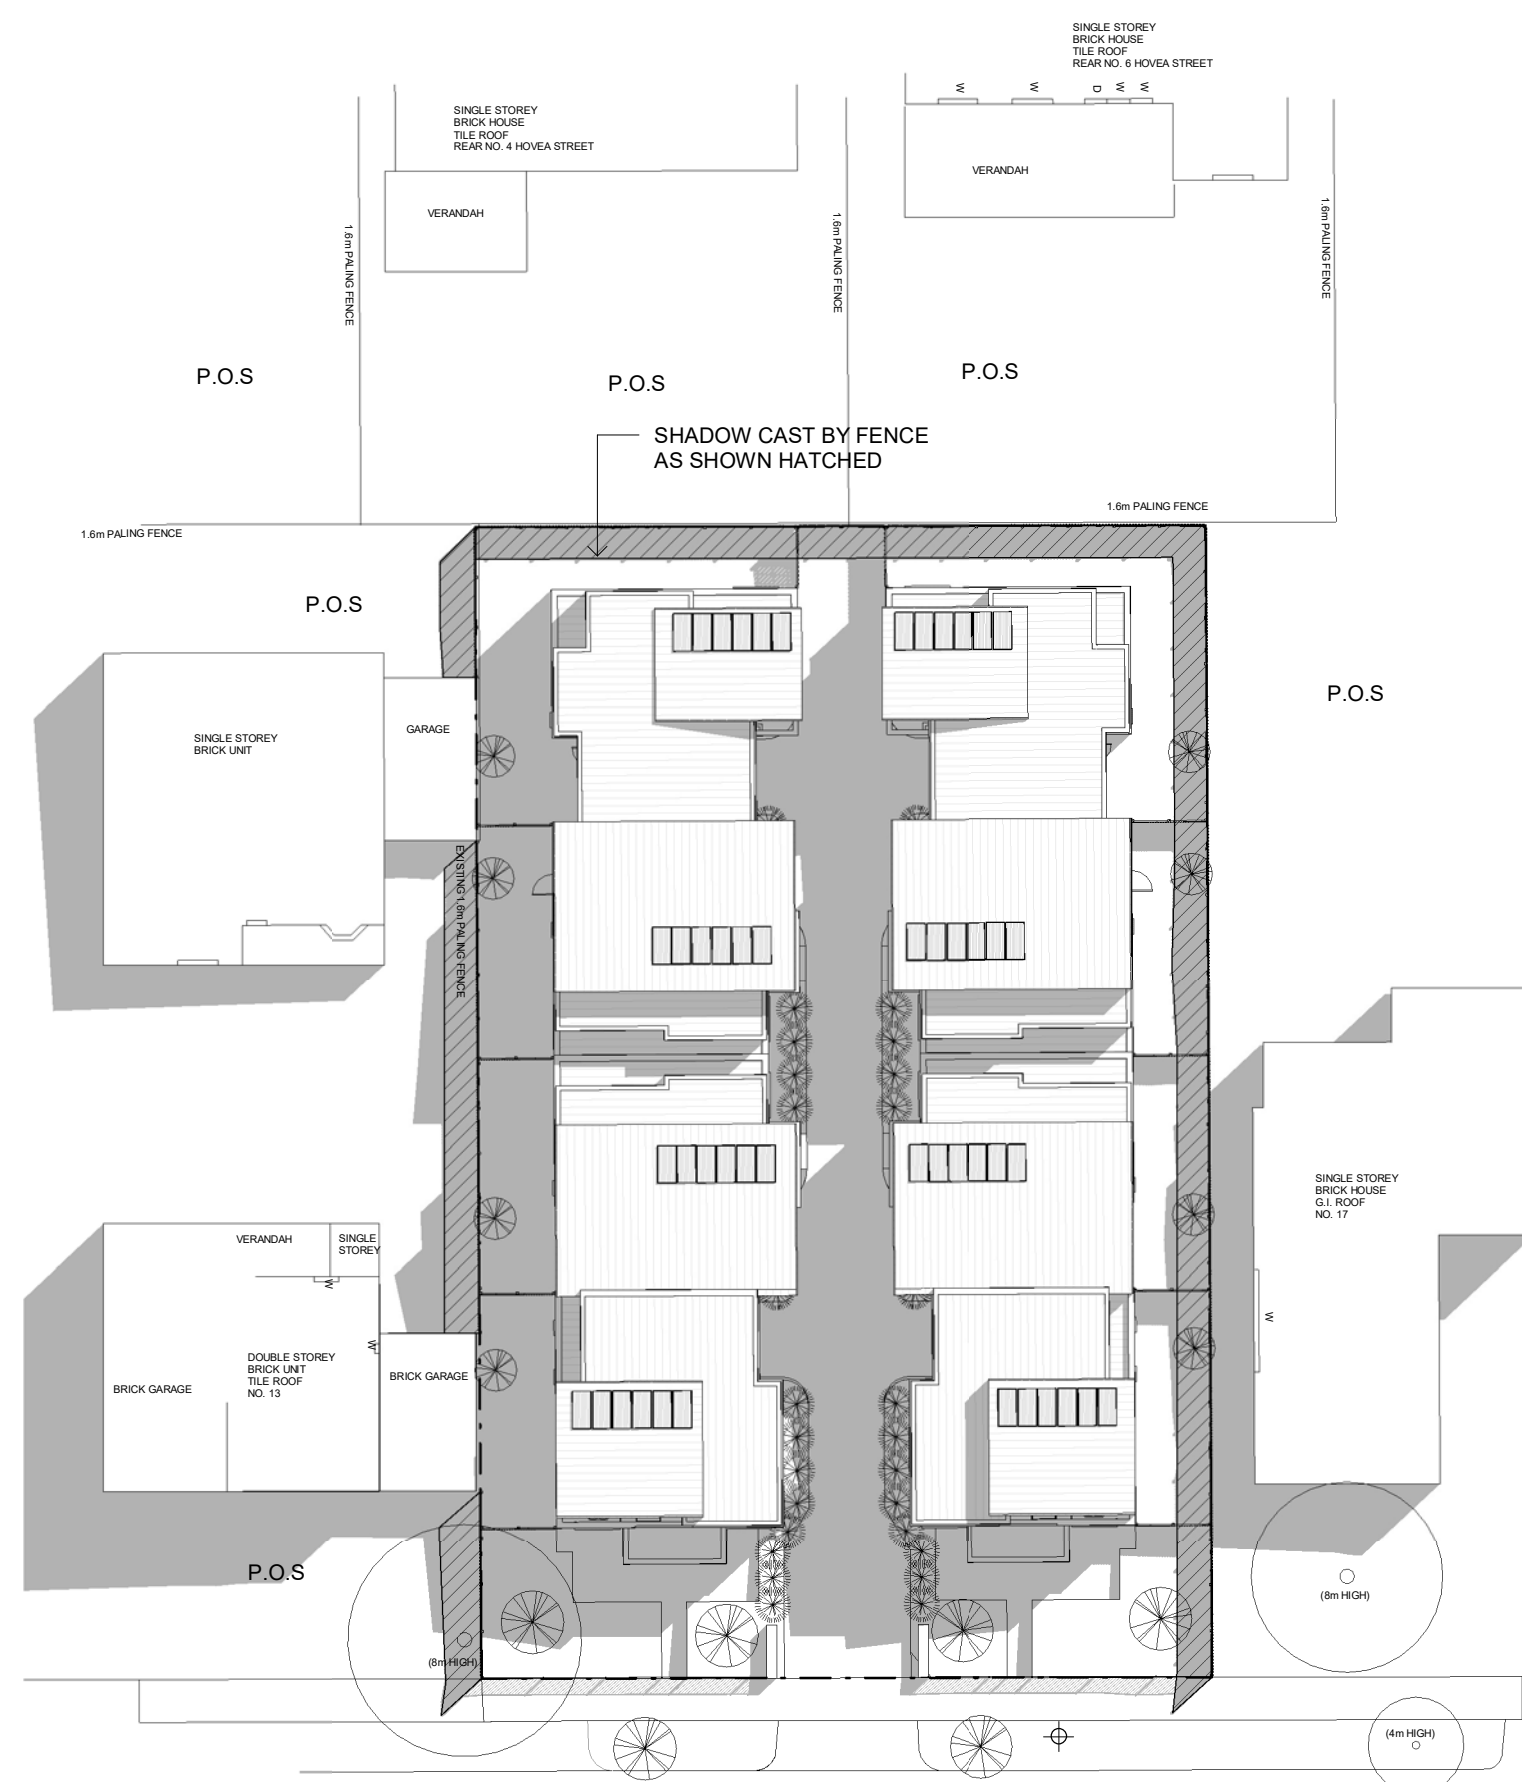 SINGLE STOREY
BRICK HOUSE
TILE ROOF
REAR NO. 6 HOVEA STREET
W
W
D
W
W
SINGLE STOREY
BRICK HOUSE
TILE ROOF
REAR NO. 4 HOVEA STREET
VERANDAH
VERANDAH
1.6m PALING FENCE
1.6m PALING FENCE
1.6m PALING FENCE
P.O.S
P.O.S
P.O.S
SHADOW CAST BY FENCE
AS SHOWN HATCHED
1.6m PALING FENCE
1.6m PALING FENCE
P.O.S
P.O.S
SINGLE STOREY
BRICK UNIT
GARAGE
EXISTING 1.6m PALING FENCE
SINGLE STOREY
BRICK HOUSE
G.I. ROOF
NO. 17
W
VERANDAH
SINGLE
STOREY
W
W
DOUBLE STOREY
BRICK UNIT
TILE ROOF
NO. 13
BRICK GARAGE
BRICK GARAGE
P.O.S
(8m HIGH)
(8m HIGH)
(4m HIGH)